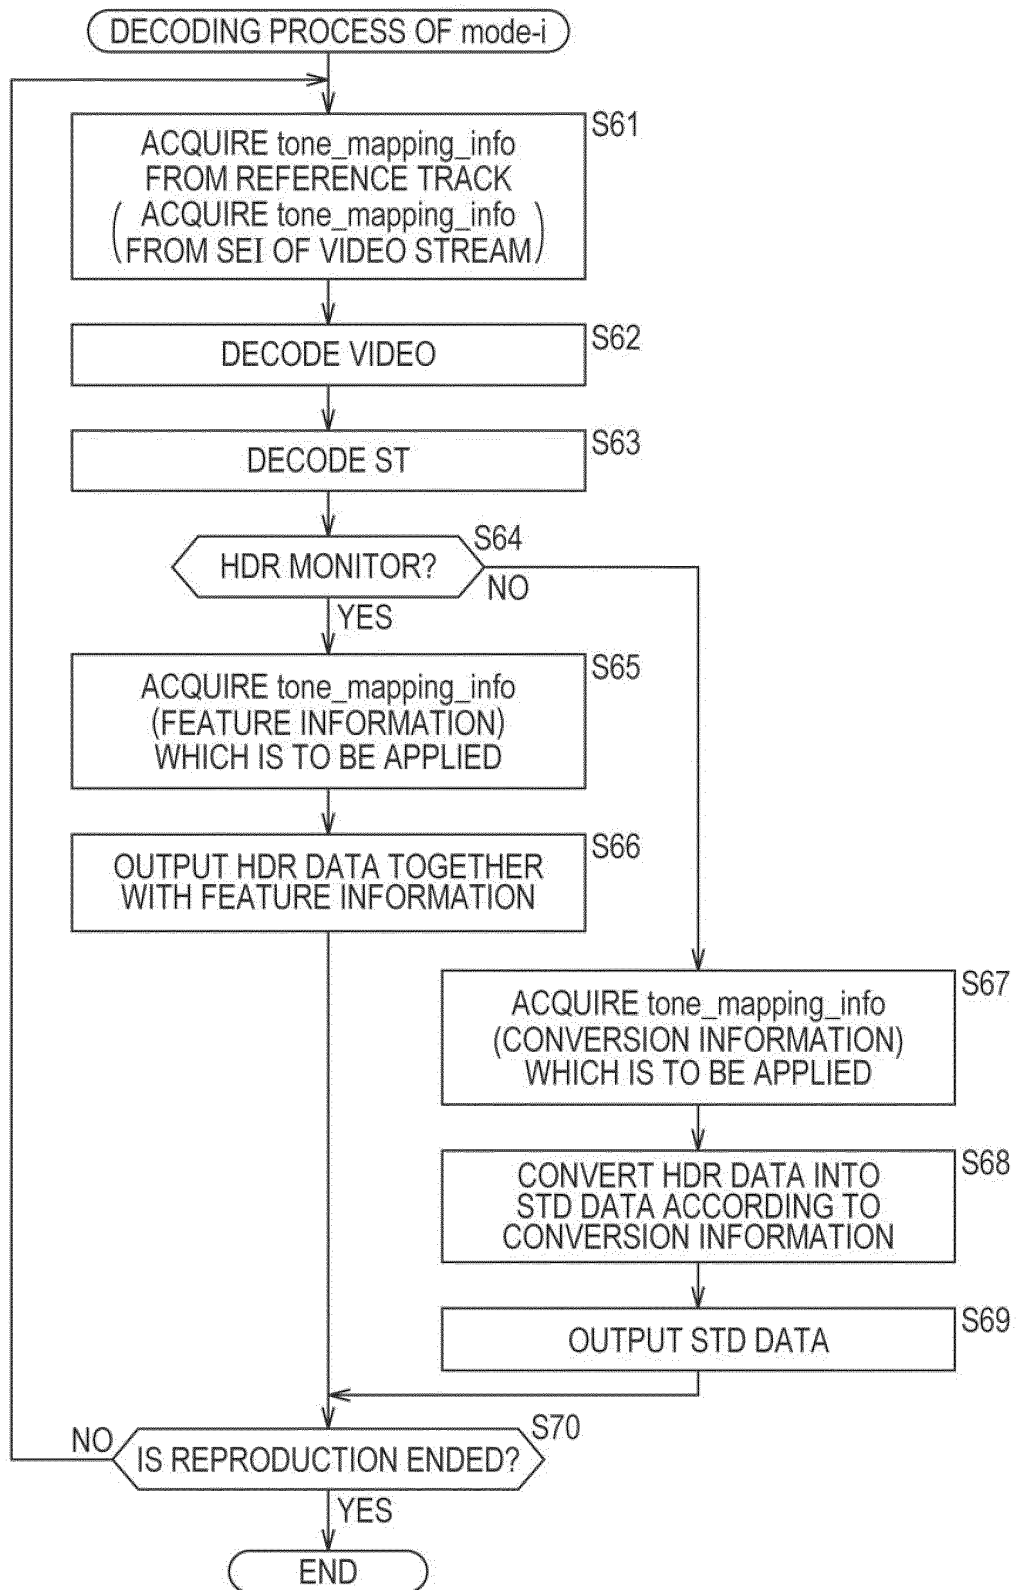 DECODING PROCESS OF mode-i
S61
ACQUIRE tone_mapping_info
FROM REFERENCE TRACK
(ACQUIRE tone_mapping_info
FROM SEI OF VIDEO STREAM)
S62
DECODE VIDEO
S63
DECODE ST
S64
HDR MONITOR?
NO
YES
S65
ACQUIRE tone_mapping_info
(FEATURE INFORMATION)
WHICH IS TO BE APPLIED
S66
OUTPUT HDR DATA TOGETHER
WITH FEATURE INFORMATION
S67
ACQUIRE tone_mapping_info
(CONVERSION INFORMATION)
WHICH IS TO BE APPLIED
S68
CONVERT HDR DATA INTO
STD DATA ACCORDING TO
CONVERSION INFORMATION
S69
OUTPUT STD DATA
S70
NO
IS REPRODUCTION ENDED?
YES
END